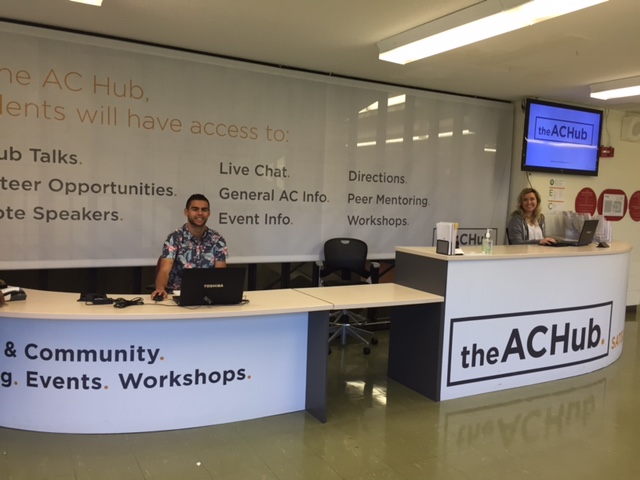 he AC Hub,
dents will have access to:
ub Talks.
nteer Opportunities.
ote Speakers.
Live Chat.
General AC Info.
Event Info.
Directions.
Peer Mentoring.
Workshops.
theACHub
TOSHIBA
& Community.
g. Events. Workshops.
theACHub.